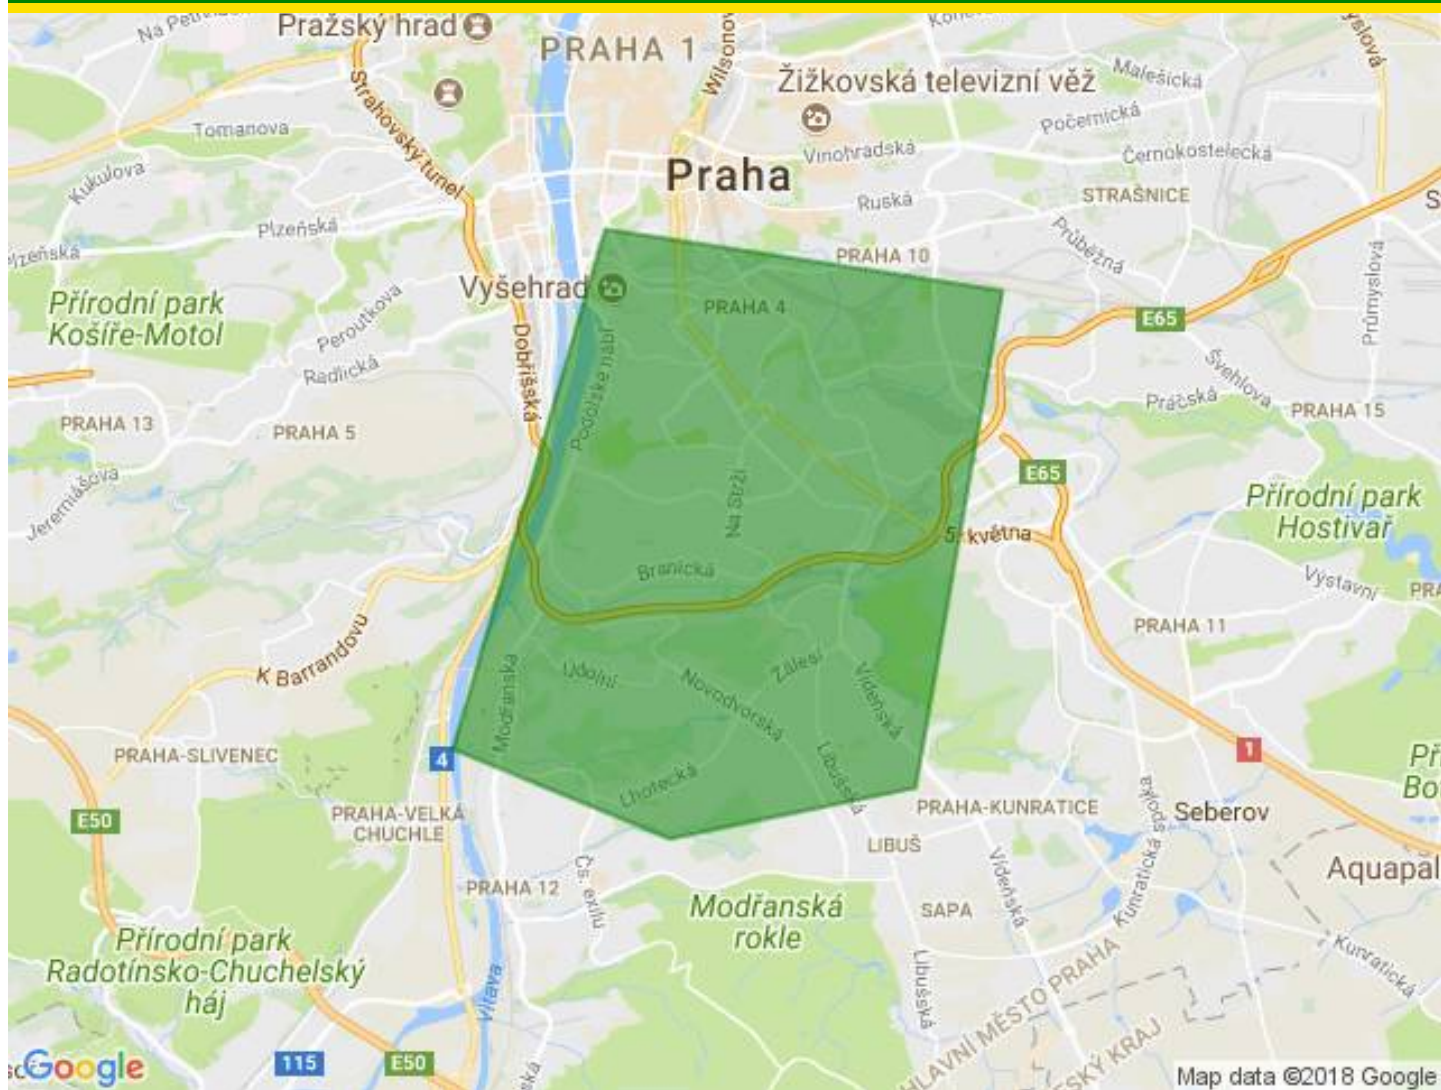 Pražský hrad
PRAHA 1
Wilsonov
Strahovský tunel
Žižkovská televizní věž
Malešická
Počernická
Tomanova
Vinohradská
Černokostelecká
Kukulova
Praha
Ruská
STRAŠNICE
Plzeňská
Plzeňská
Průběžná
PRAHA 10
Vyšehrad
Průmyslová
Přírodní park
Košíře-Motol
Peroutkova
PRAHA 4
E65
Radlická
Dobříšská
Podolské nábř
Švehlova
Práčská
PRAHA 15
PRAHA 13
PRAHA 5
Jeremiášova
Na Strži
E65
Přírodní park
Hostivař
5. května
Branická
Výstavní
PRAHA 11
K Barrandovu
Modřanská
Údolní
Novodvorská
Zálesí
Vídeňská
PRAHA-SLIVENEC
4
Libušská
1
Lhotecká
E50
PRAHA-VELKÁ
CHUCHLE
PRAHA-KUNRATICE
Spořilská
Šeberov
LIBUŠ
Vídeňská
Kunratická
Aquapal
PRAHA 12
Čs. exilu
Modřanská
rokle
SAPA
Přírodní park
Radotínsko-Chuchelský
háj
Vltava
Libušská
Kunratická
HLAVNÍ MĚSTO PRAHA
Google
115
E50
Map data ©2018 Google